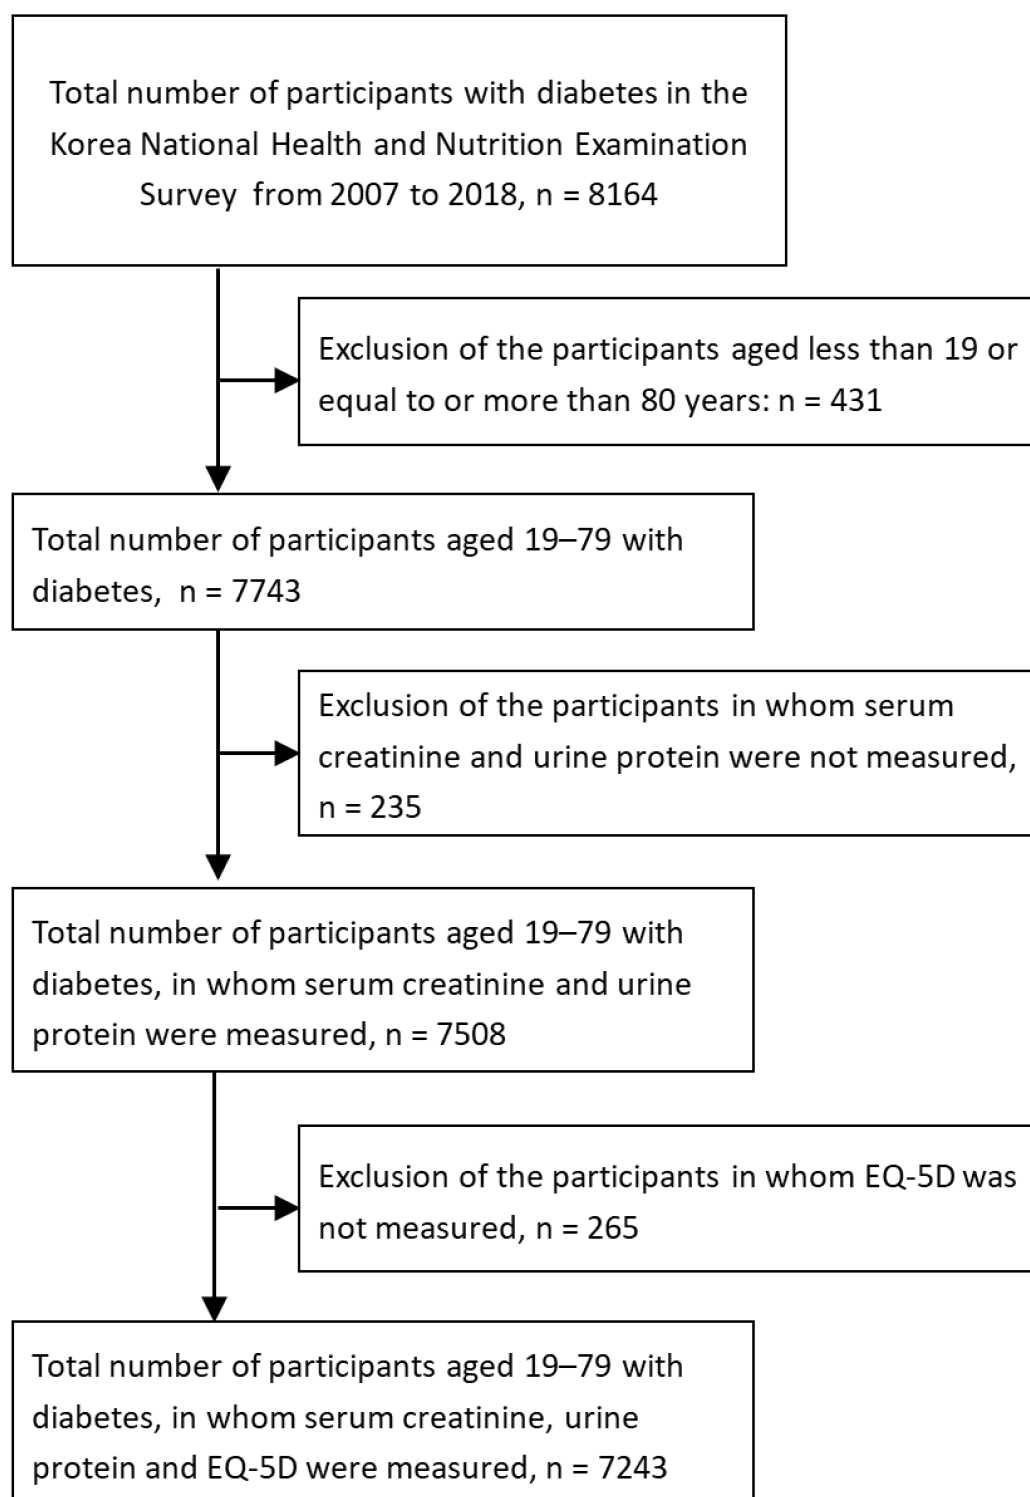 Total number of participants with diabetes in the
Korea National Health and Nutrition Examination
Survey from 2007 to 2018, n = 8164
Exclusion of the participants aged less than 19 or
equal to or more than 80 years: n = 431
Total number of participants aged 19–79 with
diabetes, n = 7743
Exclusion of the participants in whom serum
creatinine and urine protein were not measured,
n = 235
Total number of participants aged 19–79 with
diabetes, in whom serum creatinine and urine
protein were measured, n = 7508
Exclusion of the participants in whom EQ-5D was
not measured, n = 265
Total number of participants aged 19–79 with
diabetes, in whom serum creatinine, urine
protein and EQ-5D were measured, n = 7243